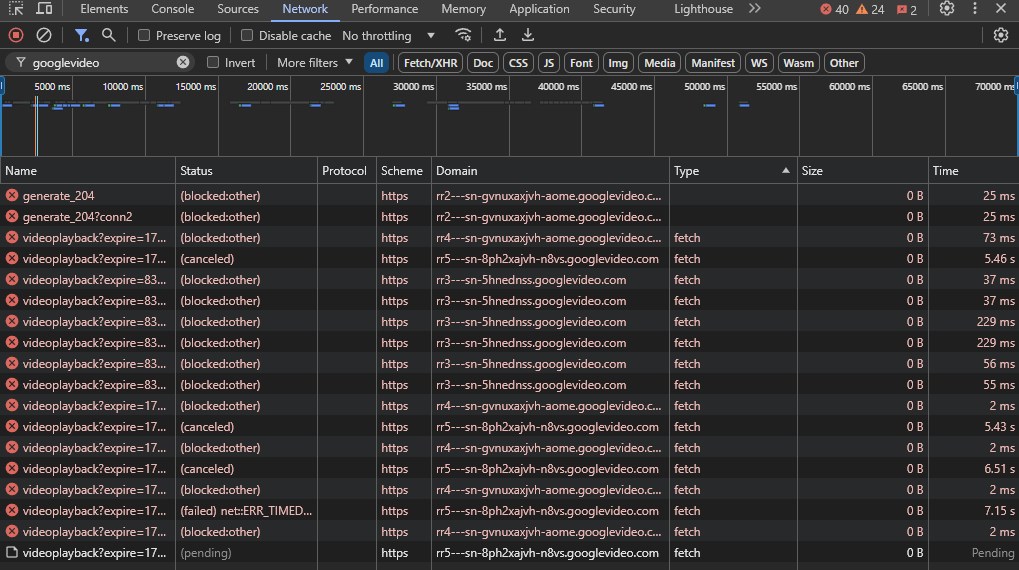 Elements Console Sources Network Performance Memory Application Security Lighthouse 40 24 2
Preserve log Disable cache No throttling
googlevideo Invert More filters All Fetch/XHR Doc CSS JS Font Img Media Manifest WS Wasm Other
5000 ms 10000 ms 15000 ms 20000 ms 25000 ms 30000 ms 35000 ms 40000 ms 45000 ms 50000 ms 55000 ms 60000 ms 65000 ms 70000 ms
Name Status Protocol Scheme Domain Type Size Time
generate_204 (blocked:other) https rr2---sn-gvnuxaxjvh-aome.googlevideo.c... 0 B 25 ms
generate_204?conn2 (blocked:other) https rr2---sn-gvnuxaxjvh-aome.googlevideo.c... 0 B 25 ms
videoplayback?expire=17... (blocked:other) https rr4---sn-gvnuxaxjvh-aome.googlevideo.c... fetch 0 B 73 ms
videoplayback?expire=17... (canceled) https rr5---sn-8ph2xajvh-n8vs.googlevideo.com fetch 0 B 5.46 s
videoplayback?expire=83... (blocked:other) https rr3---sn-5hnednss.googlevideo.com fetch 0 B 37 ms
videoplayback?expire=83... (blocked:other) https rr3---sn-5hnednss.googlevideo.com fetch 0 B 37 ms
videoplayback?expire=83... (blocked:other) https rr3---sn-5hnednss.googlevideo.com fetch 0 B 229 ms
videoplayback?expire=83... (blocked:other) https rr3---sn-5hnednss.googlevideo.com fetch 0 B 229 ms
videoplayback?expire=83... (blocked:other) https rr3---sn-5hnednss.googlevideo.com fetch 0 B 56 ms
videoplayback?expire=83... (blocked:other) https rr3---sn-5hnednss.googlevideo.com fetch 0 B 55 ms
videoplayback?expire=17... (blocked:other) https rr4---sn-gvnuxaxjvh-aome.googlevideo.c... fetch 0 B 2 ms
videoplayback?expire=17... (canceled) https rr5---sn-8ph2xajvh-n8vs.googlevideo.com fetch 0 B 5.43 s
videoplayback?expire=17... (blocked:other) https rr4---sn-gvnuxaxjvh-aome.googlevideo.c... fetch 0 B 2 ms
videoplayback?expire=17... (canceled) https rr5---sn-8ph2xajvh-n8vs.googlevideo.com fetch 0 B 6.51 s
videoplayback?expire=17... (blocked:other) https rr4---sn-gvnuxaxjvh-aome.googlevideo.c... fetch 0 B 2 ms
videoplayback?expire=17... (failed) net::ERR_TIMED... https rr5---sn-8ph2xajvh-n8vs.googlevideo.com fetch 0 B 7.15 s
videoplayback?expire=17... (blocked:other) https rr4---sn-gvnuxaxjvh-aome.googlevideo.c... fetch 0 B 2 ms
videoplayback?expire=17... (pending) https rr5---sn-8ph2xajvh-n8vs.googlevideo.com fetch 0 B Pending